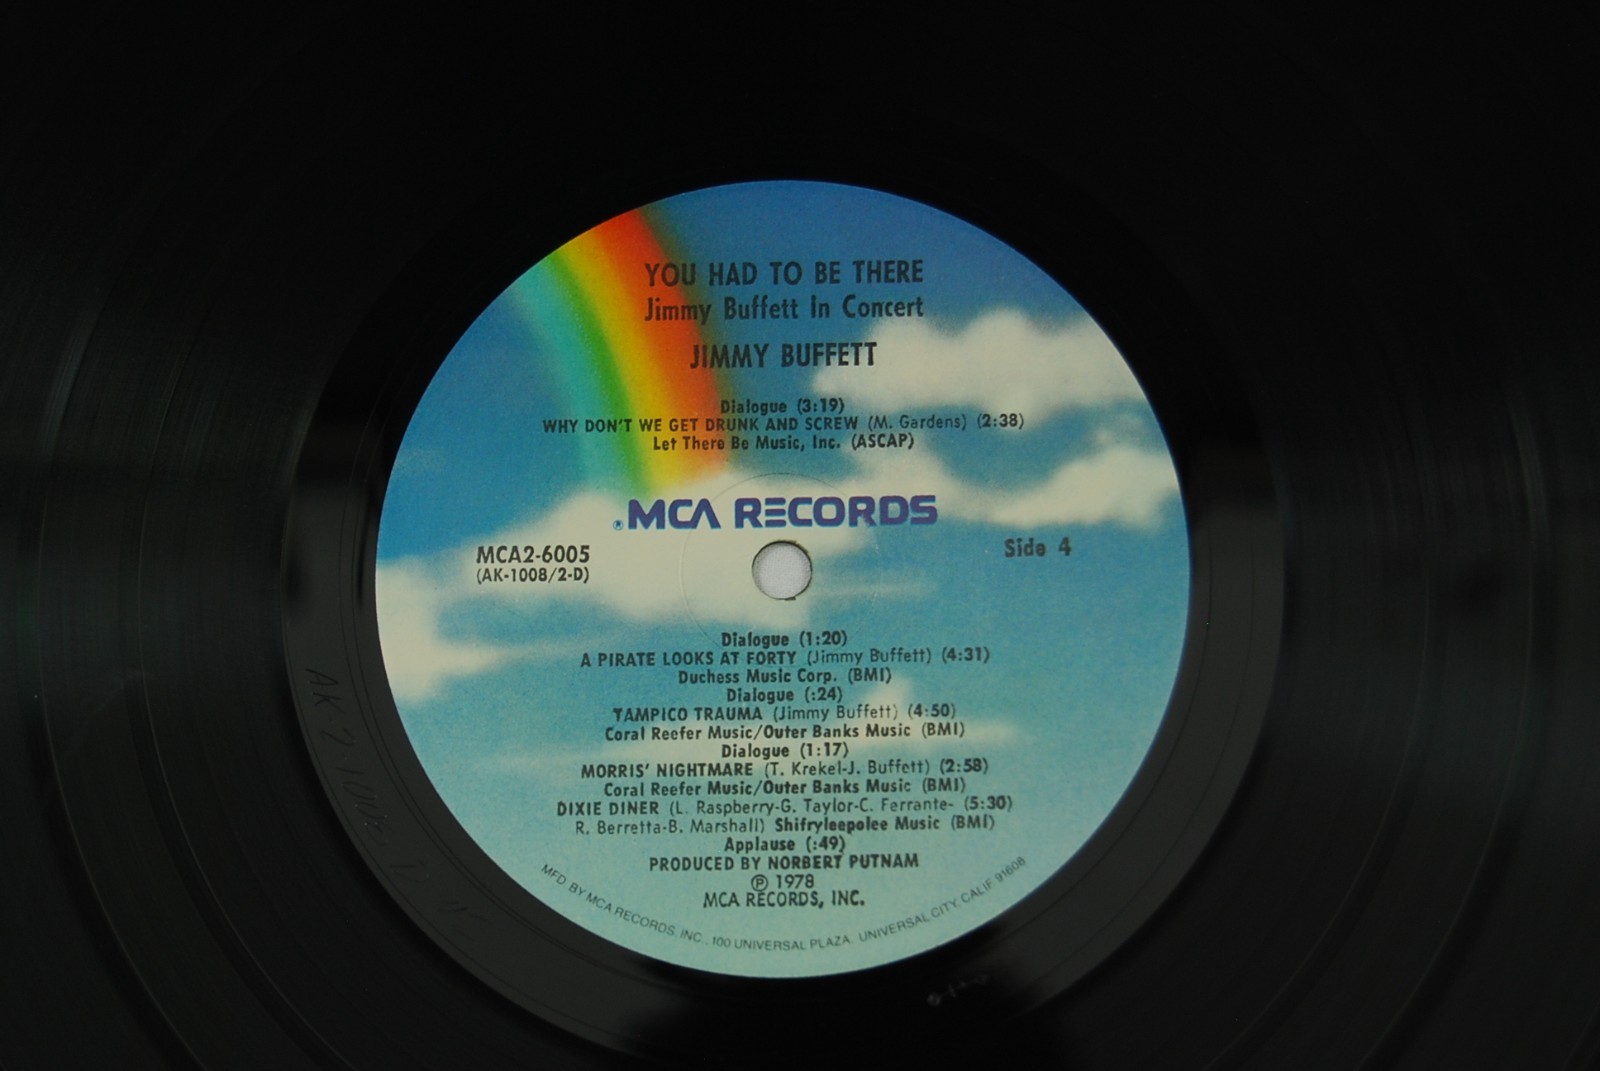 YOU HAD TO BE THERE
Jimmy Buffett In Concert
JIMMY BUFFETT
Dialogue (3:19)
WHY DON'T WE GET DRUNK AND SCREW (M. Gardens) (2:38)
Let There Be Music, Inc. (ASCAP)
®MCA RECORDS
MCA2-6005
(AK-1008/2-D)
Side 4
Dialogue (1:20)
A PIRATE LOOKS AT FORTY (Jimmy Buffett) (4:31)
Duchess Music Corp. (BMI)
Dialogue (:24)
TAMPICO TRAUMA (Jimmy Buffett) (4:50)
Coral Reefer Music/Outer Banks Music (BMI)
Dialogue (1:17)
MORRIS' NIGHTMARE (T. Krekel-J. Buffett) (2:58)
Coral Reefer Music/Outer Banks Music (BMI)
DIXIE DINER (L. Raspberry-G. Taylor-C. Ferrante- (5:30)
R. Berretta-B. Marshall) Shifryleepolee Music (BMI)
Applause (:49)
PRODUCED BY NORBERT PUTNAM
℗ 1978
MCA RECORDS, INC.
MFD BY MCA RECORDS, INC., 100 UNIVERSAL PLAZA, UNIVERSAL CITY, CALIF. 91608